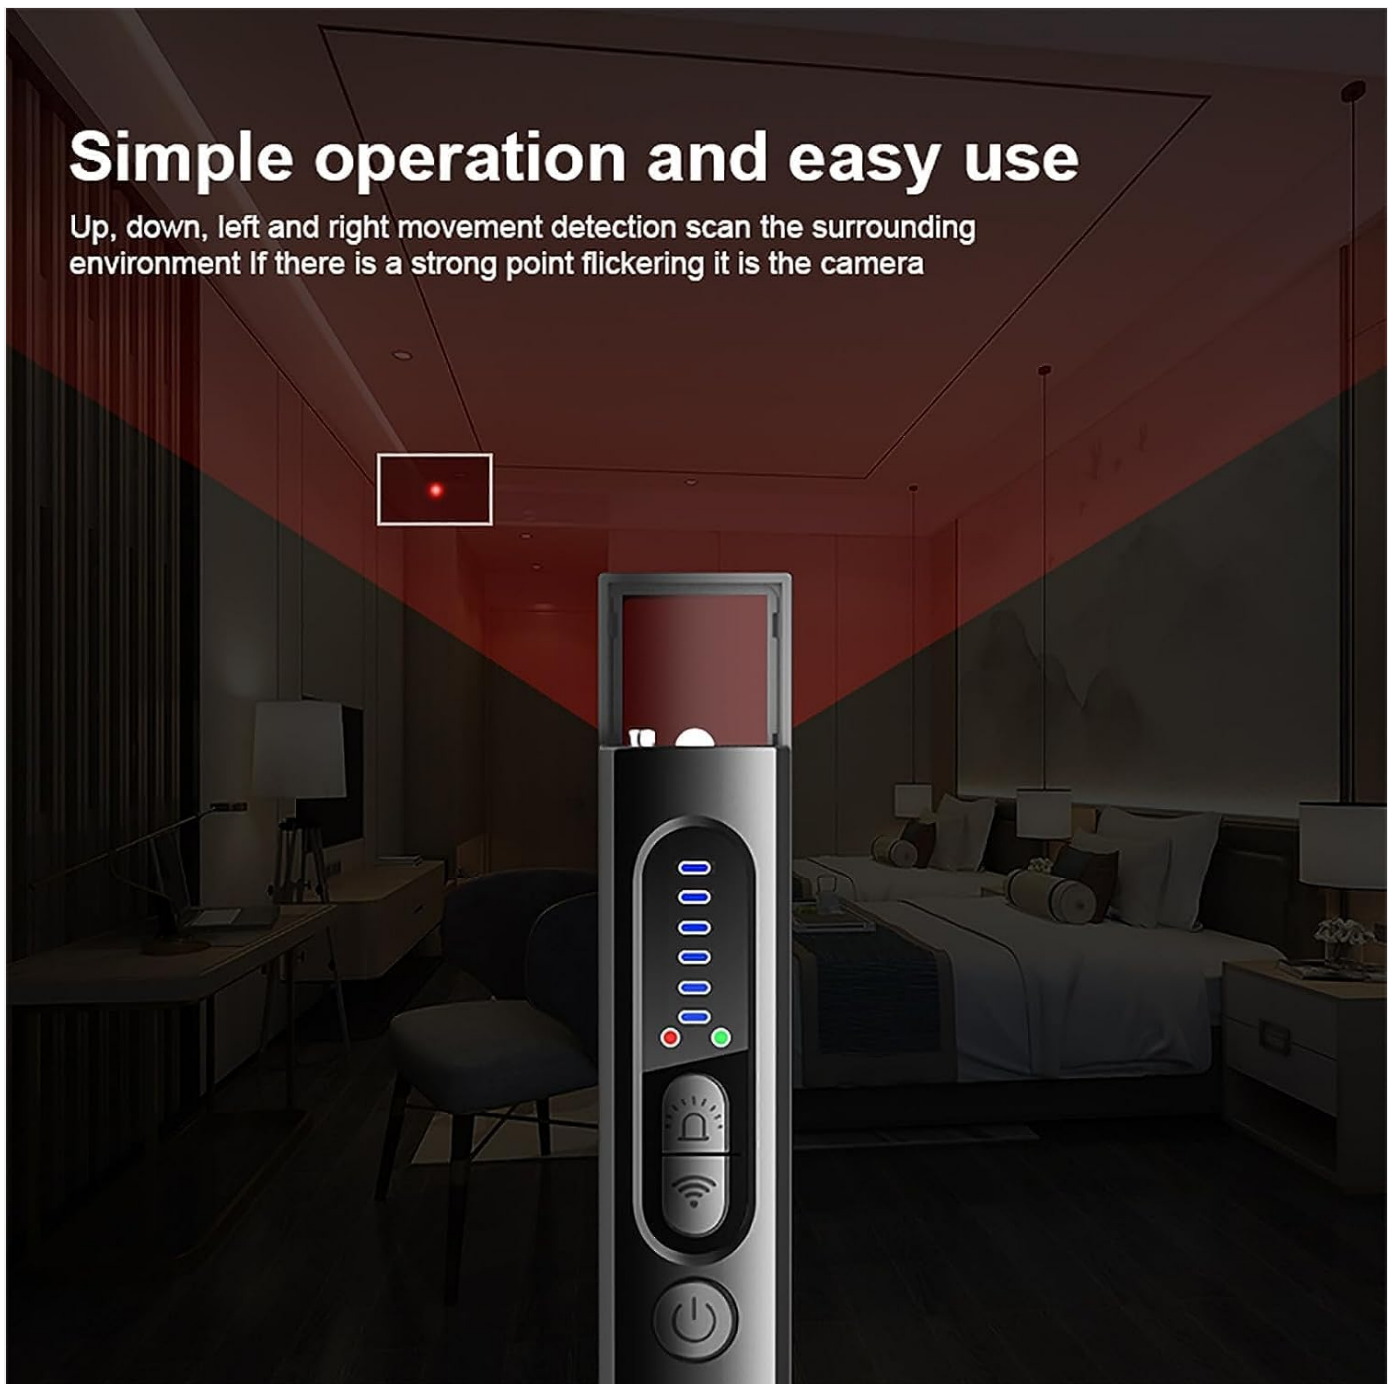 Simple operation and easy use
Up, down, left and right movement detection scan the surrounding
environment If there is a strong point flickering it is the camera